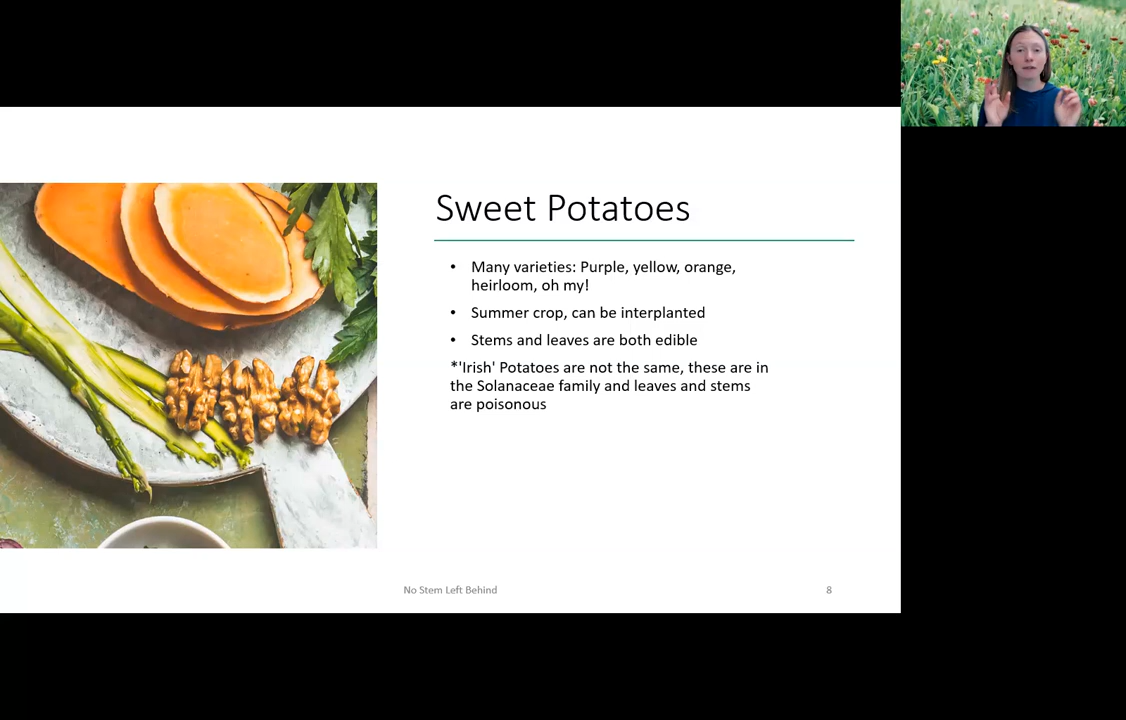 Sweet Potatoes
• Many varieties: Purple, yellow, orange,
heirloom, oh my!
• Summer crop, can be interplanted
• Stems and leaves are both edible
*'Irish' Potatoes are not the same, these are in
the Solanaceae family and leaves and stems
are poisonous
No Stem Left Behind
8